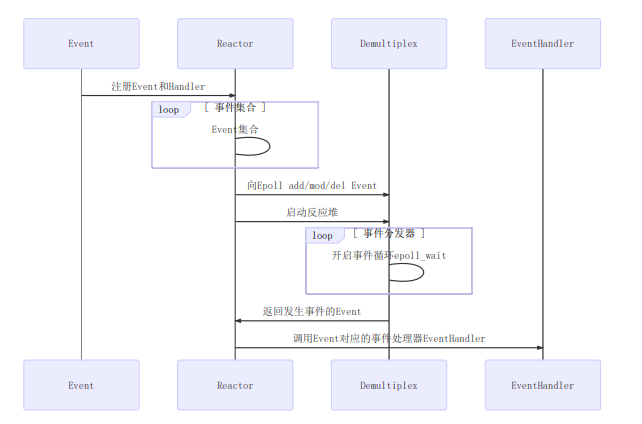 Event
Reactor
Demultiplex
EventHandler
注册Event和Handler
loop
[ 事件集合 ]
Event集合
向Epoll add/mod/del Event
启动反应堆
loop
[ 事件分发器 ]
开启事件循环epoll_wait
返回发生事件的Event
调用Event对应的事件处理器EventHandler
Event
Reactor
Demultiplex
EventHandler